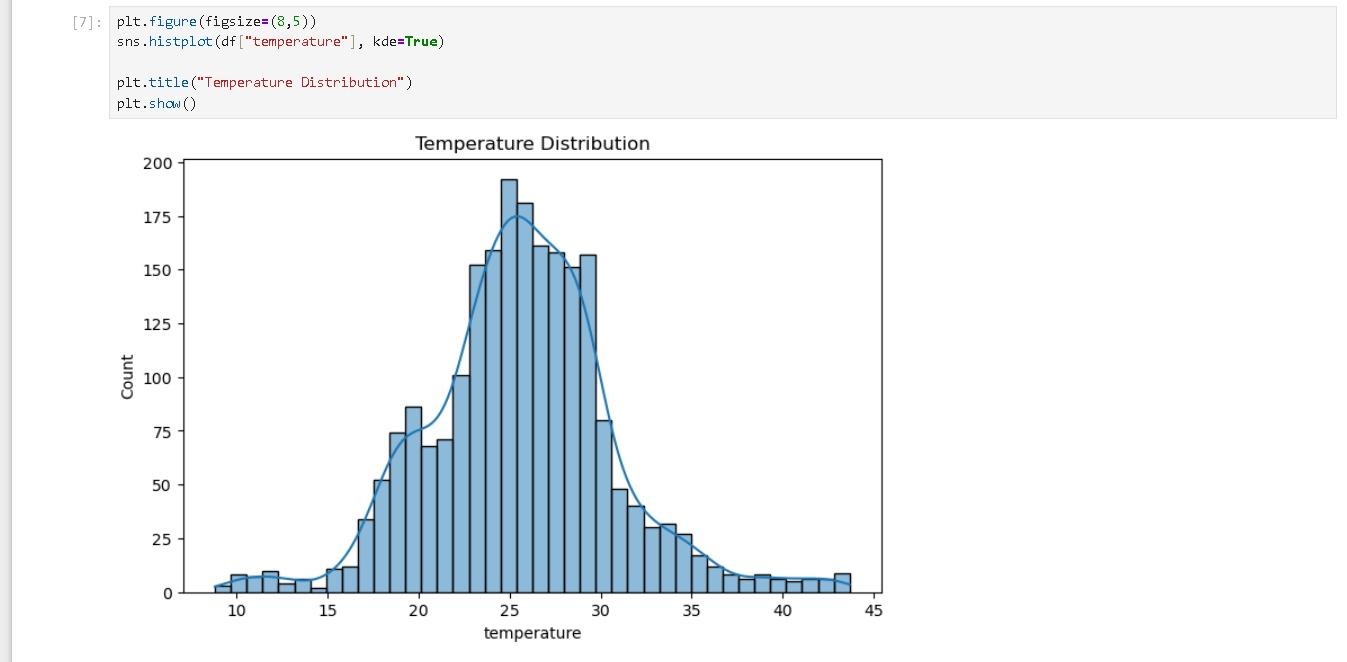 [7]:
plt.figure(figsize=(8,5))
sns.histplot(df["temperature"], kde=True)
plt.title("Temperature Distribution")
plt.show()
Temperature Distribution
200
175
150
125
100
75
50
25
0
Count
10 15 20 25 30 35 40 45
temperature